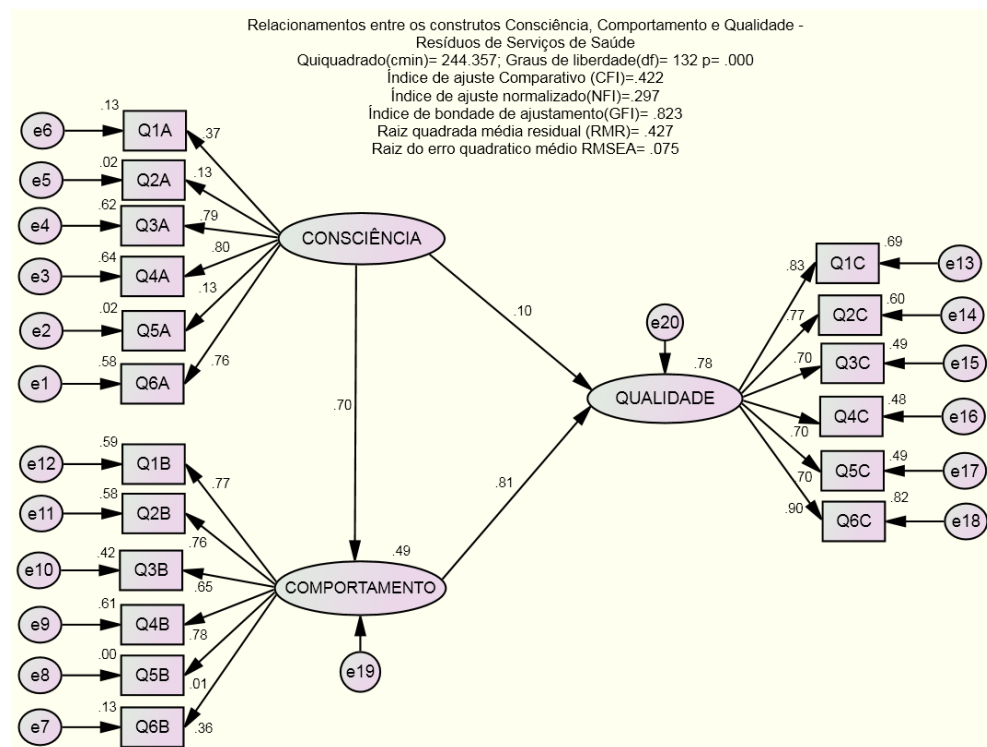 Relacionamentos entre os construtos Consciência, Comportamento e Qualidade -
Resíduos de Serviços de Saúde
Quiquadrado(cmin)= 244.357; Graus de liberdade(df)= 132 p= .000
Índice de ajuste Comparativo (CFI)=.422
Índice de ajuste normalizado(NFI)=.297
Índice de bondade de ajustamento(GFI)= .823
Raiz quadrada média residual (RMR)= .427
Raiz do erro quadratico médio RMSEA= .075
e6 .13 Q1A .37
e5 .02 Q2A .13
e4 .62 Q3A .79
e3 .64 Q4A .80
e2 .02 Q5A .13
e1 .58 Q6A .76
CONSCIÊNCIA
.10
.70
e12 .59 Q1B .77
e11 .58 Q2B .76
e10 .42 Q3B .65
e9 .61 Q4B .78
e8 .00 Q5B .01
e7 .13 Q6B .36
COMPORTAMENTO
.49
e19
.81
e20
.78
QUALIDADE
.83 Q1C .69 e13
.77 Q2C .60 e14
.70 Q3C .49 e15
.70 Q4C .48 e16
.70 Q5C .49 e17
.90 Q6C .82 e18